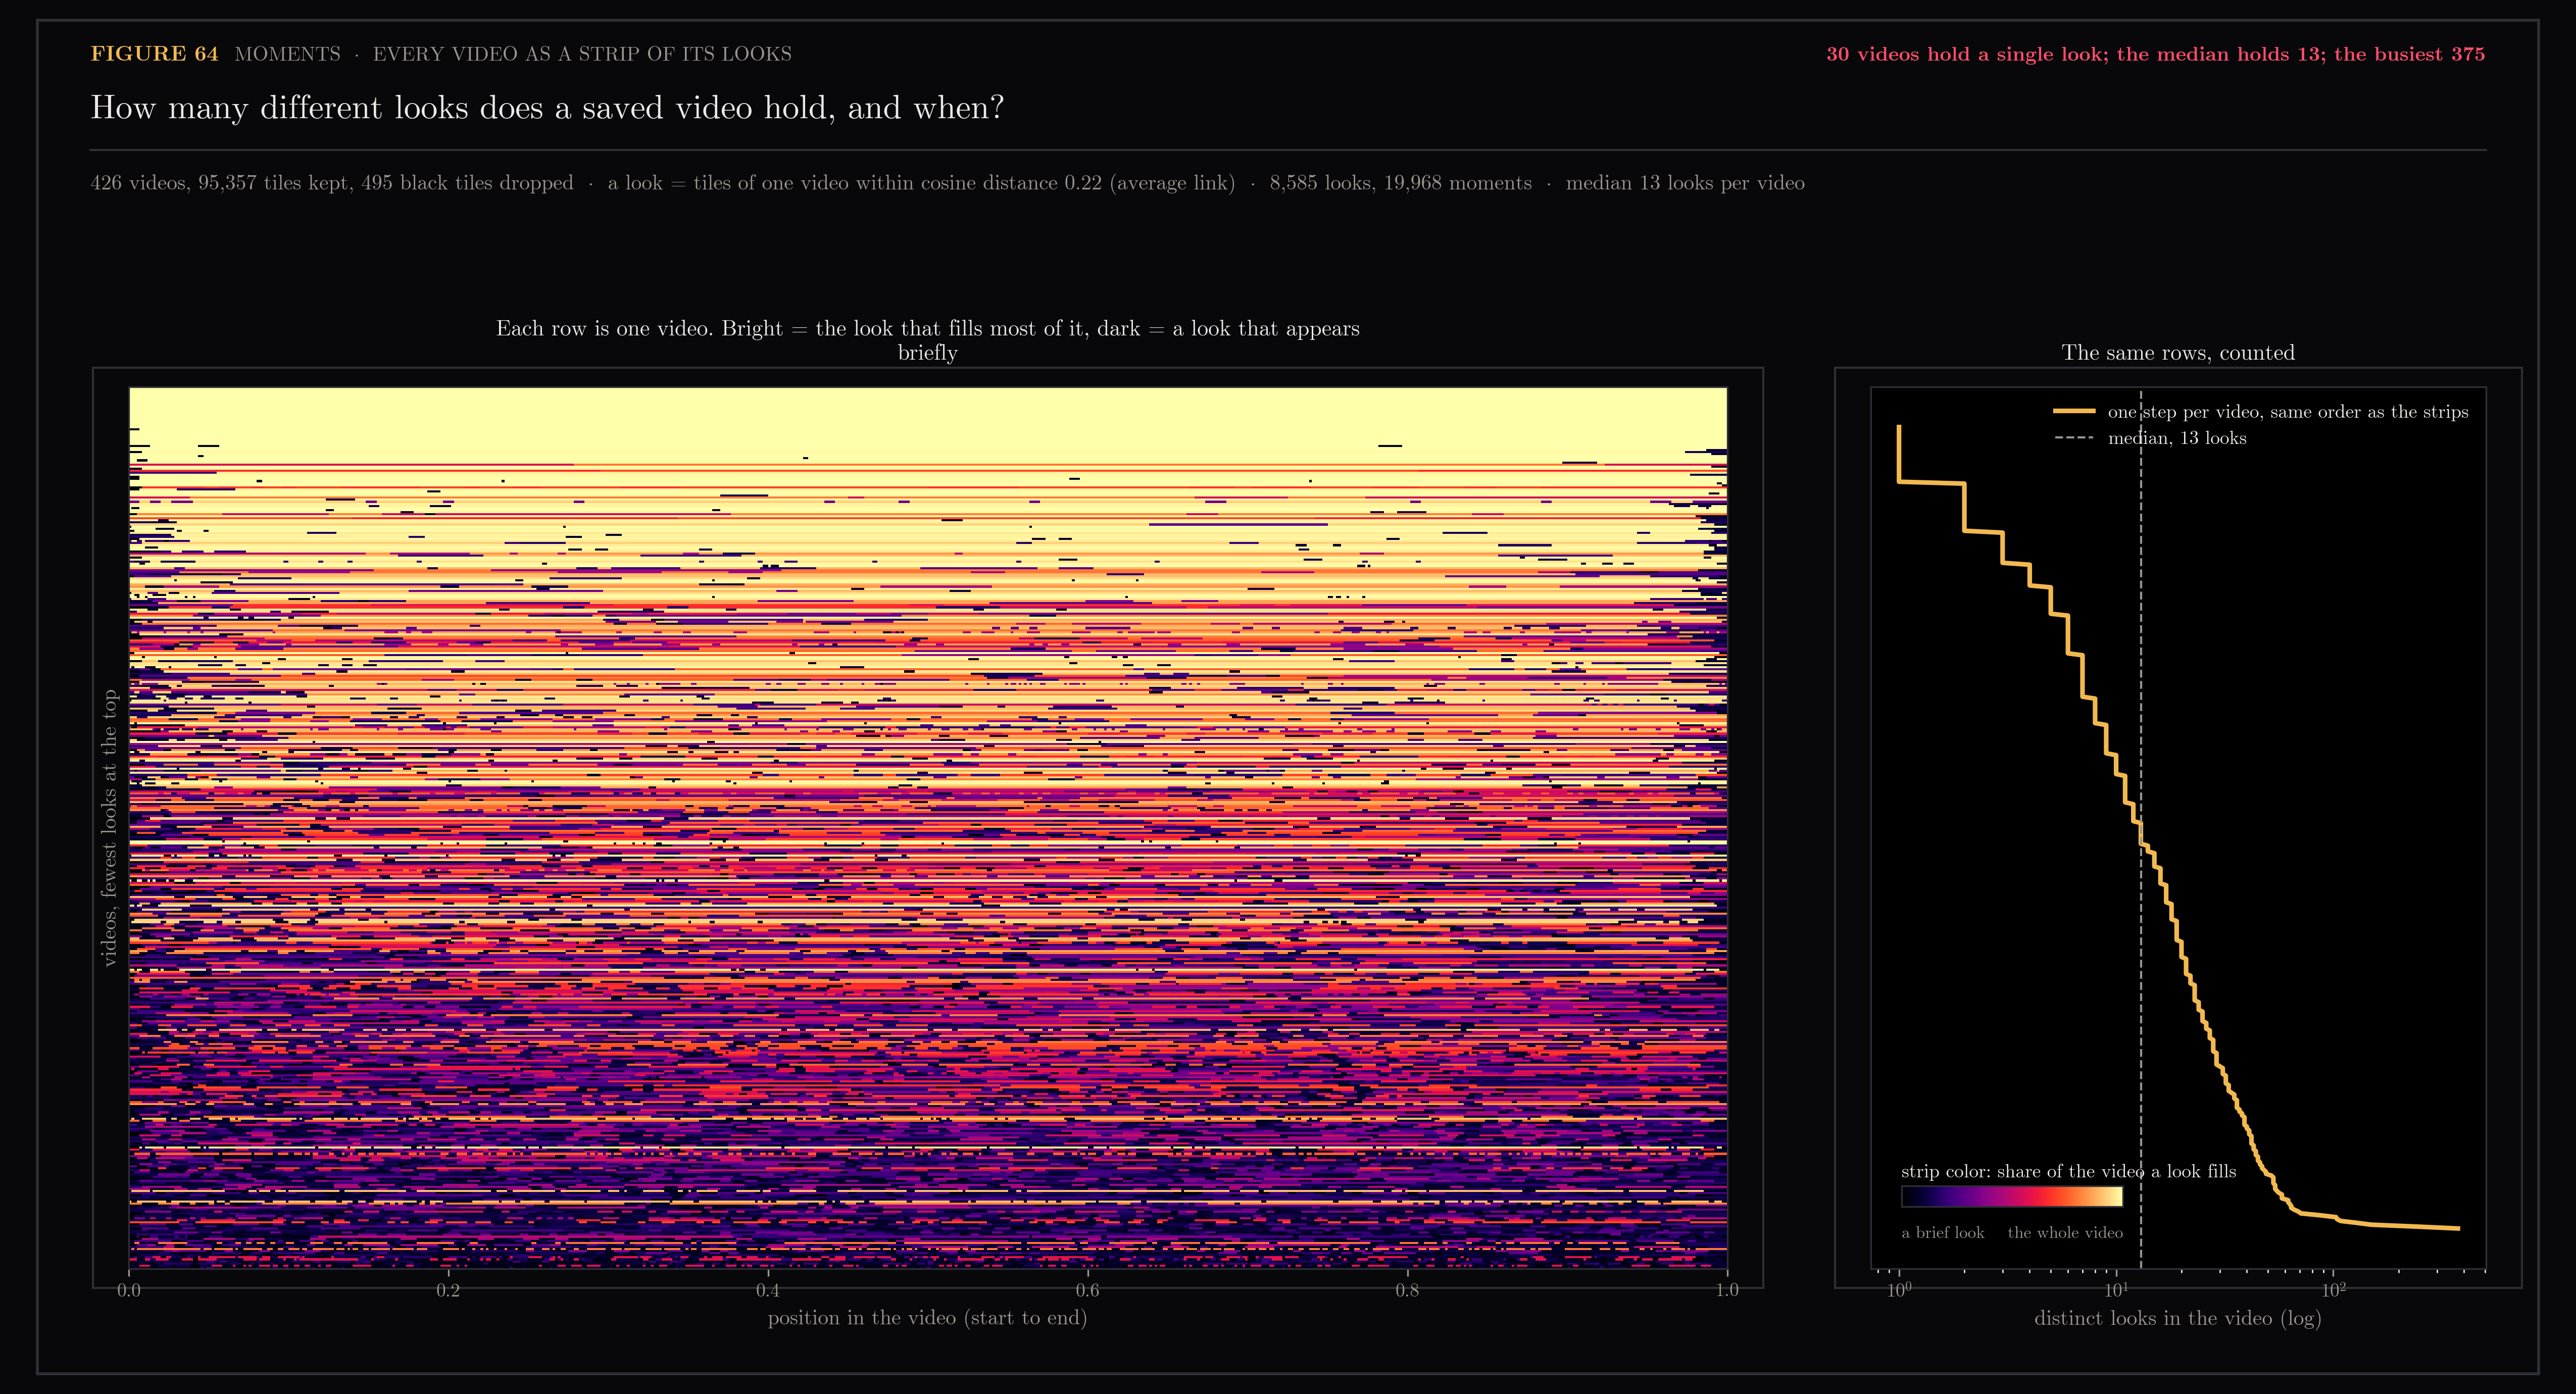 FIGURE 64 MOMENTS · EVERY VIDEO AS A STRIP OF ITS LOOKS
30 videos hold a single look; the median holds 13; the busiest 375
How many different looks does a saved video hold, and when?
426 videos, 95,357 tiles kept, 495 black tiles dropped · a look = tiles of one video within cosine distance 0.22 (average link) · 8,585 looks, 19,968 moments · median 13 looks per video
Each row is one video. Bright = the look that fills most of it, dark = a look that appears
briefly
videos, fewest looks at the top
0.0 0.2 0.4 0.6 0.8 1.0
position in the video (start to end)
The same rows, counted
one step per video, same order as the strips
median, 13 looks
strip color: share of the video a look fills
a brief look the whole video
10⁰ 10¹ 10²
distinct looks in the video (log)